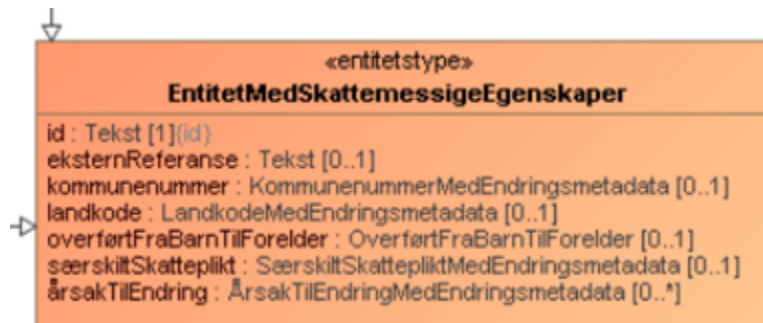 «entitetstype»
EntitetMedSkattemessigeEgenskaper
id : Tekst [1]{id}
eksternReferanse : Tekst [0..1]
kommunenummer : KommunenummerMedEndringsmetadata [0..1]
landkode : LandkodeMedEndringsmetadata [0..1]
overførtFraBarnTilForelder : OverførtFraBarnTilForelder [0..1]
særskiltSkatteplikt : SærskiltSkattepliktMedEndringsmetadata [0..1]
årsakTilEndring : ÅrsakTilEndringMedEndringsmetadata [0..*]